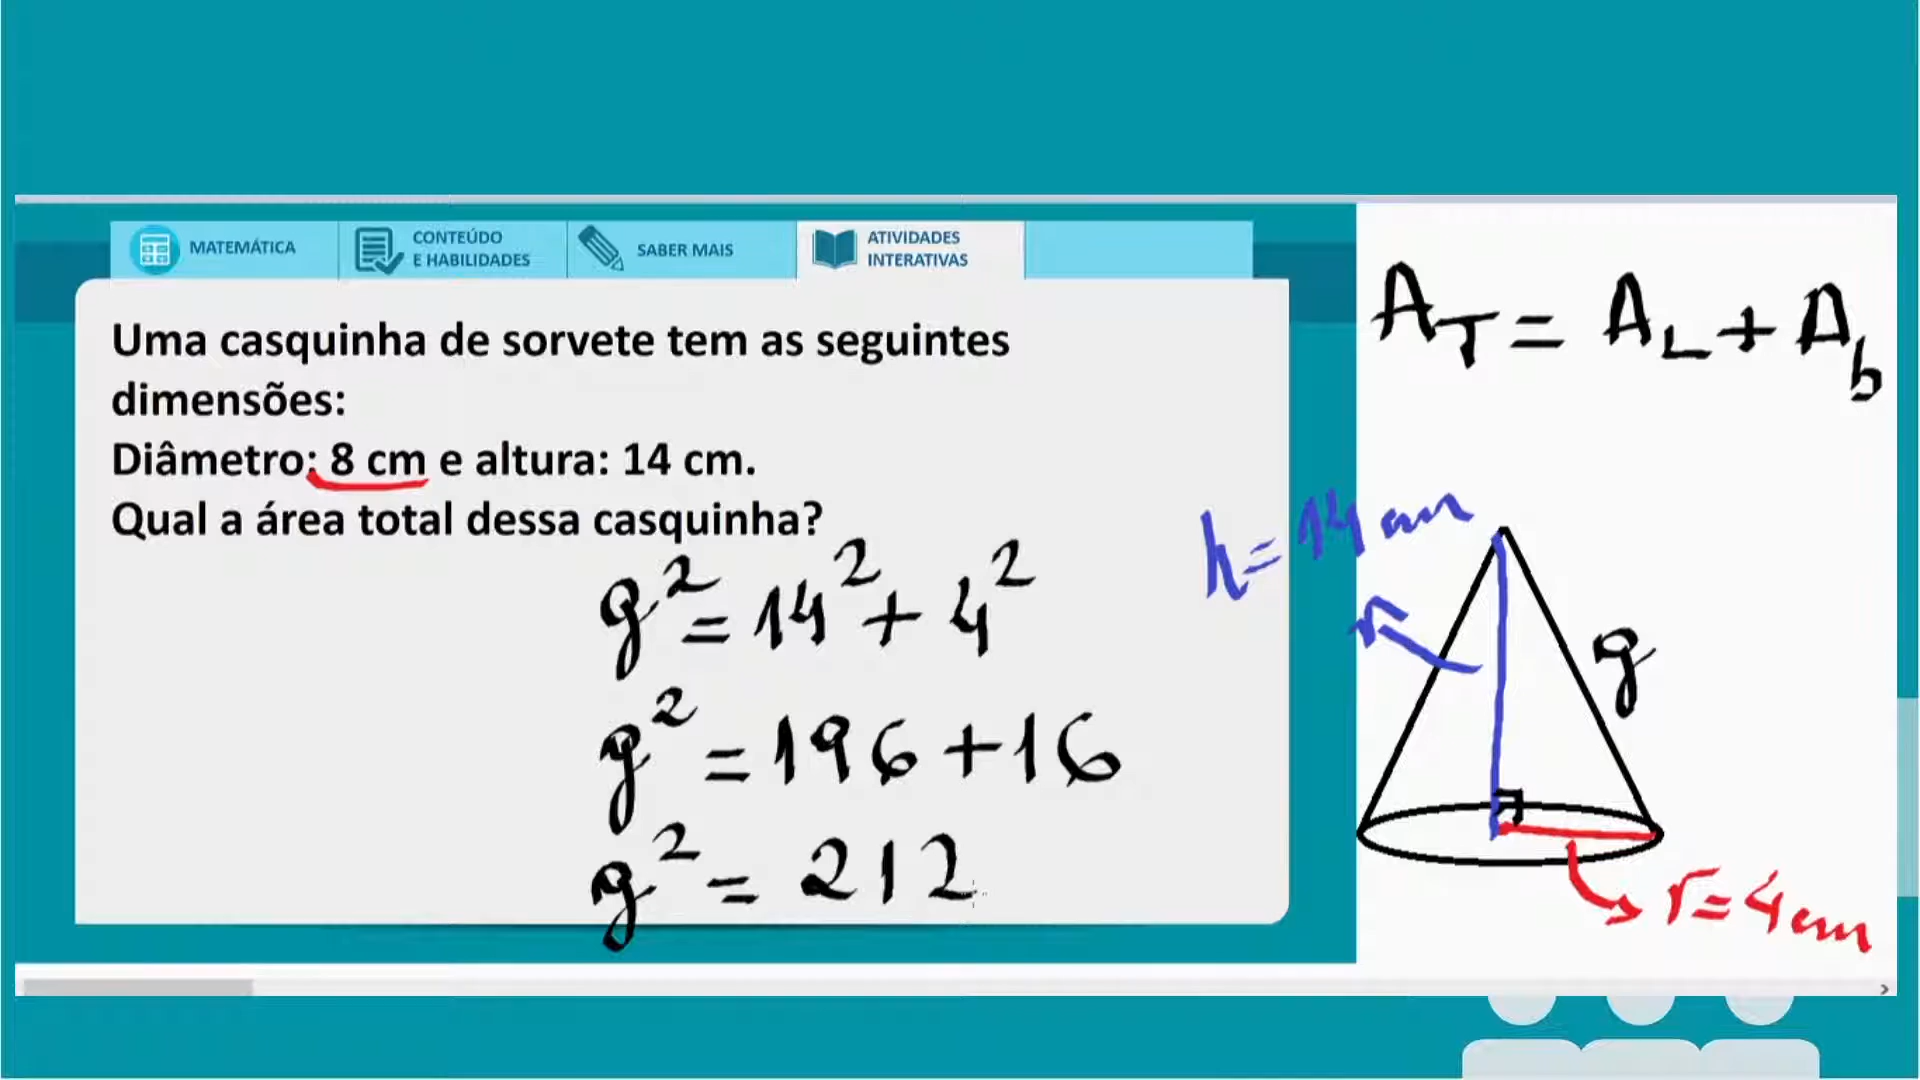 MATEMÁTICA
CONTEÚDO
E HABILIDADES
SABER MAIS
ATIVIDADES
INTERATIVAS
Uma casquinha de sorvete tem as seguintes
dimensões:
Diâmetro: 8 cm e altura: 14 cm.
Qual a área total dessa casquinha?
g² = 14² + 4²
g² = 196 + 16
g² = 212
A_T = A_L + A_b
h = 14 cm
g
r = 4 cm